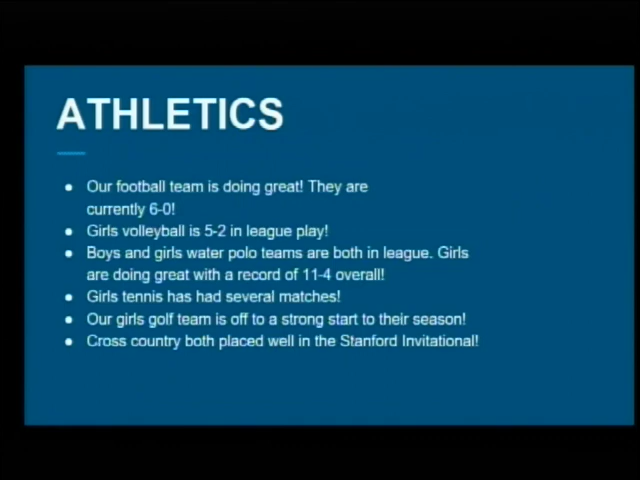 ATHLETICS
● Our football team is doing great! They are
currently 6-0!
● Girls volleyball is 5-2 in league play!
● Boys and girls water polo teams are both in league. Girls
are doing great with a record of 11-4 overall!
● Girls tennis has had several matches!
● Our girls golf team is off to a strong start to their season!
● Cross country both placed well in the Stanford Invitational!